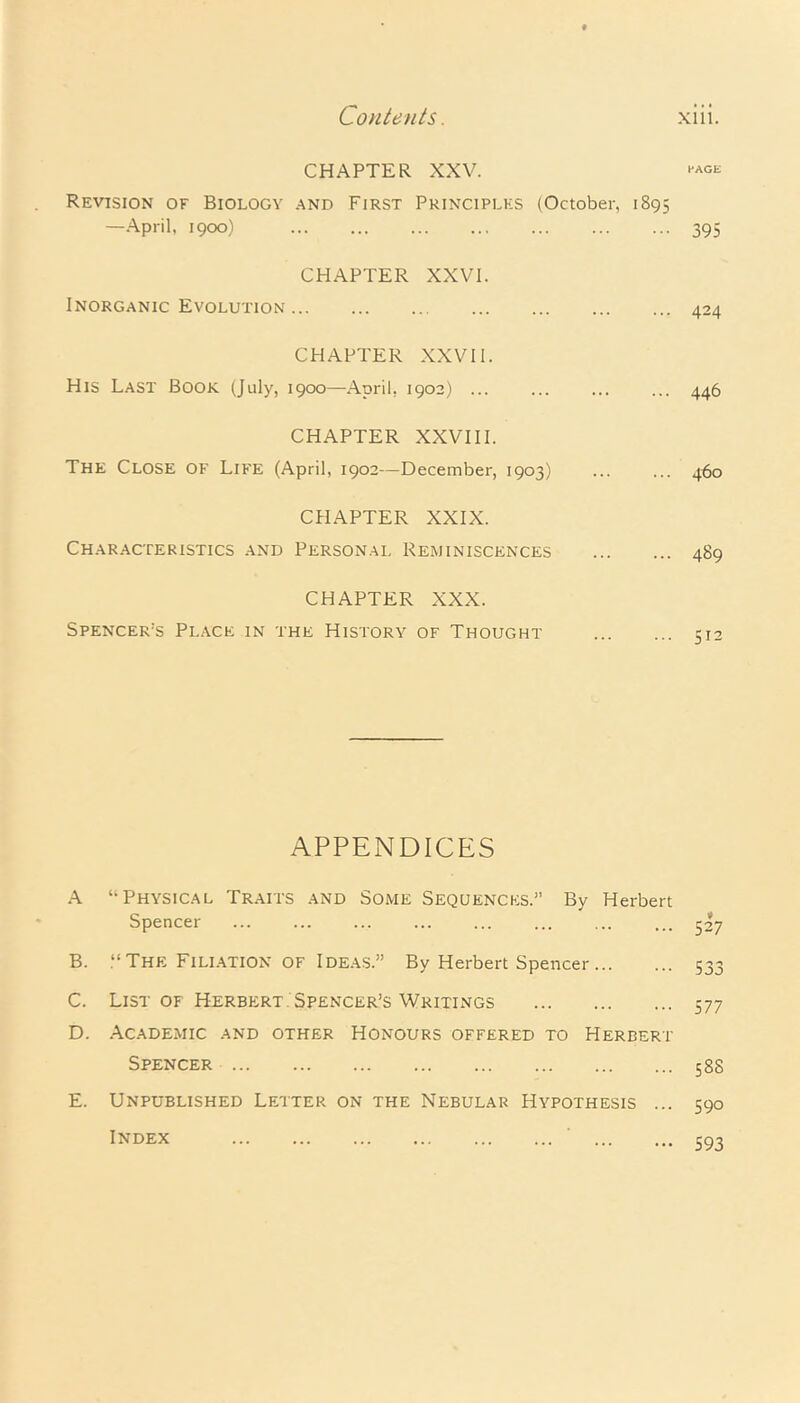 Contents. xiii.
CHAPTER XXV. PAGE
REVISION OF BIOLOGY AND FIRST PRINCIPLES (October, 1895
—April, 1900) ... ... ... ... ... ... ... 395
CHAPTER XXVI.
INORGANIC EVOLUTION ... ... ... ... ... ... ... 424
CHAPTER XXVII.
HIS LAST BOOK (July, 1900—April, 1902) ... ... ... ... 446
CHAPTER XXVIII.
THE CLOSE OF LIFE (April, 1902—December, 1903) ... ... 460
CHAPTER XXIX.
CHARACTERISTICS AND PERSONAL REMINISCENCES ... ... 489
CHAPTER XXX.
SPENCER'S PLACE IN THE HISTORY OF THOUGHT ... ... 512
APPENDICES
A “PHYSICAL TRAITS AND SOME SEQUENCES.” By Herbert
Spencer ... ... ... ... ... ... ... ... 527
B. “THE FILIATION OF IDEAS.” By Herbert Spencer... ... 533
C. LIST OF HERBERT SPENCER'S WRITINGS ... ... ... 577
D. ACADEMIC AND OTHER HONOURS OFFERED TO HERBERT
SPENCER ... ... ... ... ... ... ... ... 588
E. UNPUBLISHED LETTER ON THE NEBULAR HYPOTHESIS ... 590
INDEX ... ... ... ... ... ... ... ... 593